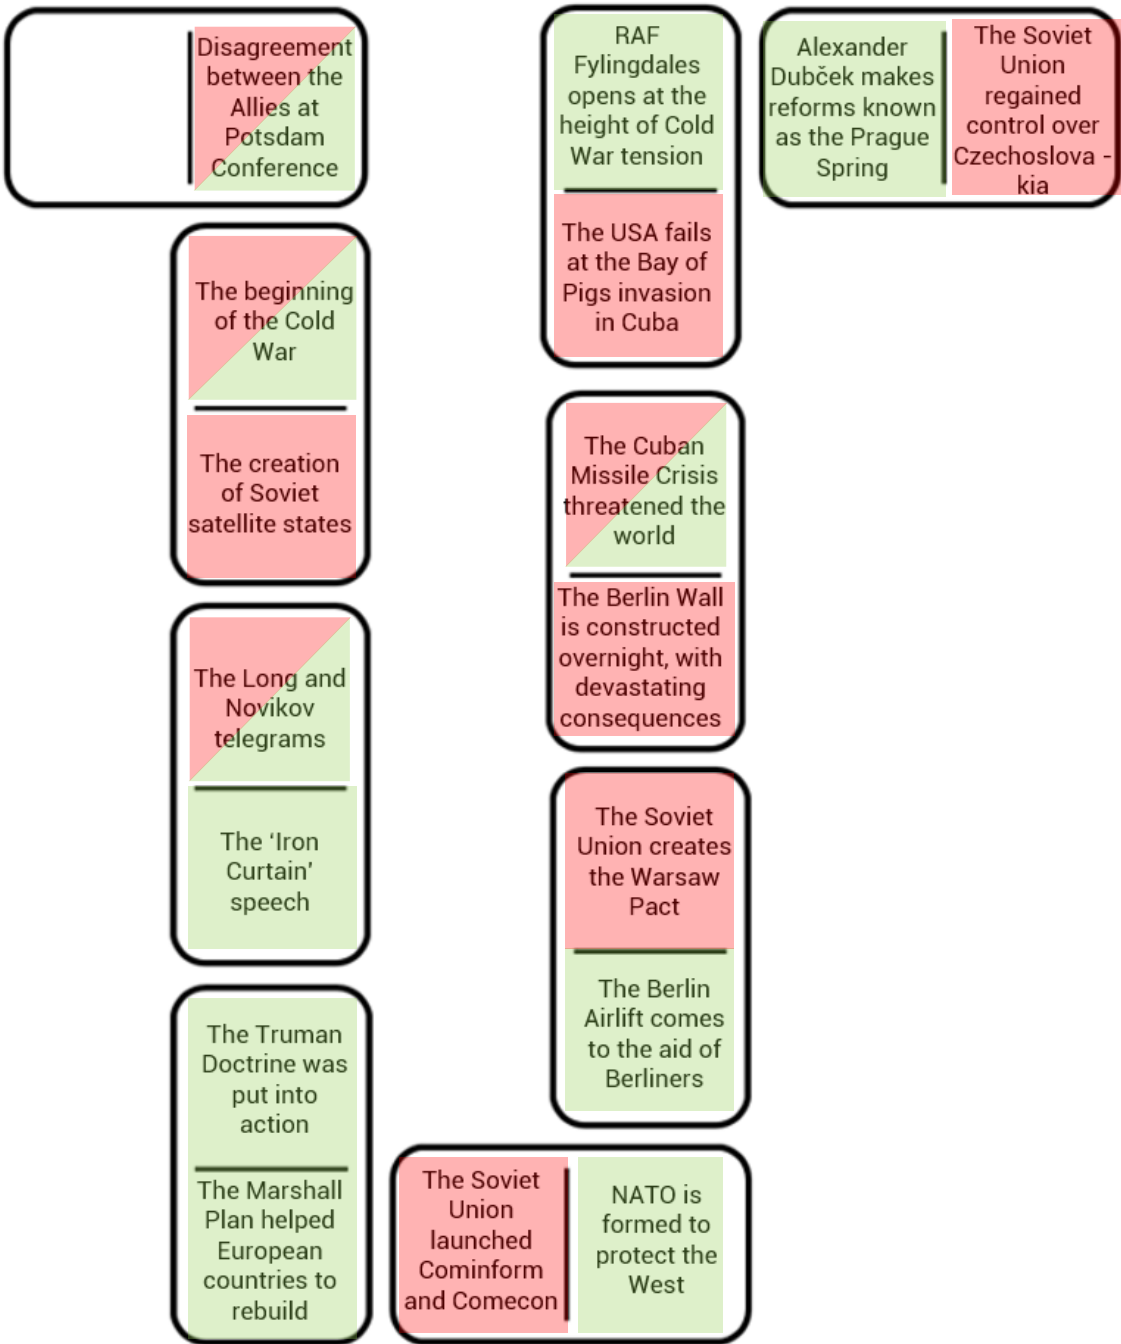 Disagreement
between the
Allies at
Potsdam
Conference
The beginning
of the Cold
War
The creation
of Soviet
satellite states
The Long and
Novikov
telegrams
The ‘Iron
Curtain’
speech
The Truman
Doctrine was
put into
action
The Marshall
Plan helped
European
countries to
rebuild
The Soviet
Union
launched
Cominform
and Comecon
NATO is
formed to
protect the
West
The Soviet
Union creates
the Warsaw
Pact
The Berlin
Airlift comes
to the aid of
Berliners
The Cuban
Missile Crisis
threatened the
world
The Berlin Wall
is constructed
overnight, with
devastating
consequences
RAF
Fylingdales
opens at the
height of Cold
War tension
The USA fails
at the Bay of
Pigs invasion
in Cuba
Alexander
Dubček makes
reforms known
as the Prague
Spring
The Soviet
Union
regained
control over
Czechoslova -
kia